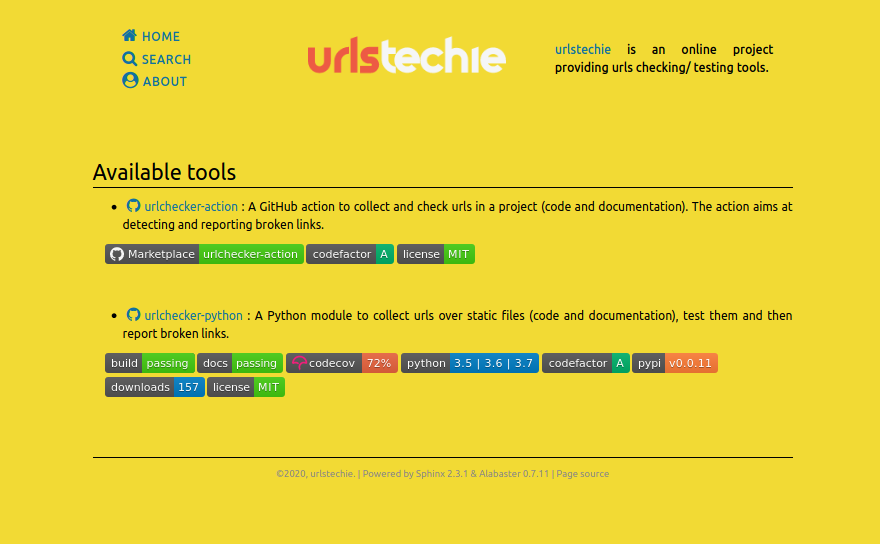 HOME
SEARCH
ABOUT
urlstechie
urlstechie is an online project
providing urls checking/ testing tools.
Available tools
• urlchecker-action : A GitHub action to collect and check urls in a project (code and documentation). The action aims at
detecting and reporting broken links.
Marketplace urlchecker-action codefactor A license MIT
• urlchecker-python : A Python module to collect urls over static files (code and documentation), test them and then
report broken links.
build passing docs passing codecov 72% python 3.5 | 3.6 | 3.7 codefactor A pypi v0.0.11
downloads 157 license MIT
©2020, urlstechie. | Powered by Sphinx 2.3.1 & Alabaster 0.7.11 | Page source